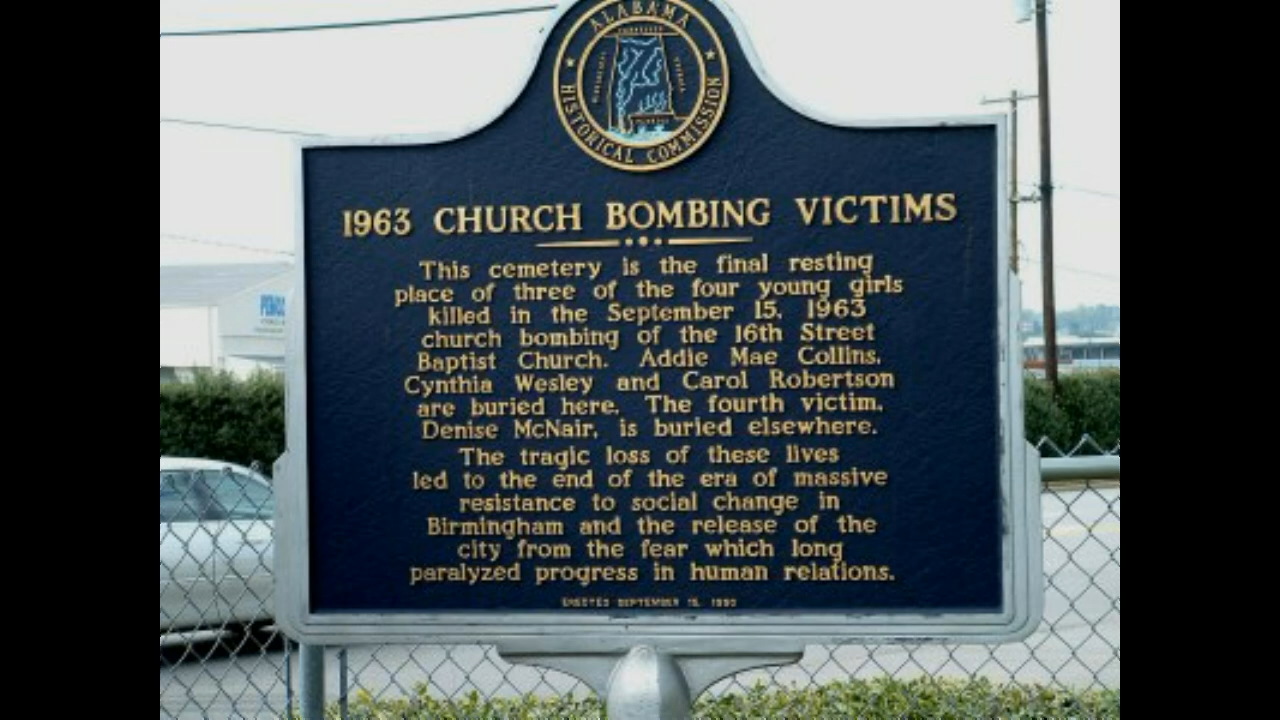 ALABAMA
HISTORICAL COMMISSION
1963 CHURCH BOMBING VICTIMS
This cemetery is the final resting
place of three of the four young girls
killed in the September 15, 1963
church bombing of the 16th Street
Baptist Church. Addie Mae Collins,
Cynthia Wesley and Carol Robertson
are buried here. The fourth victim,
Denise McNair, is buried elsewhere.
The tragic loss of these lives
led to the end of the era of massive
resistance to social change in
Birmingham and the release of the
city from the fear which long
paralyzed progress in human relations.
ERECTED SEPTEMBER 15,